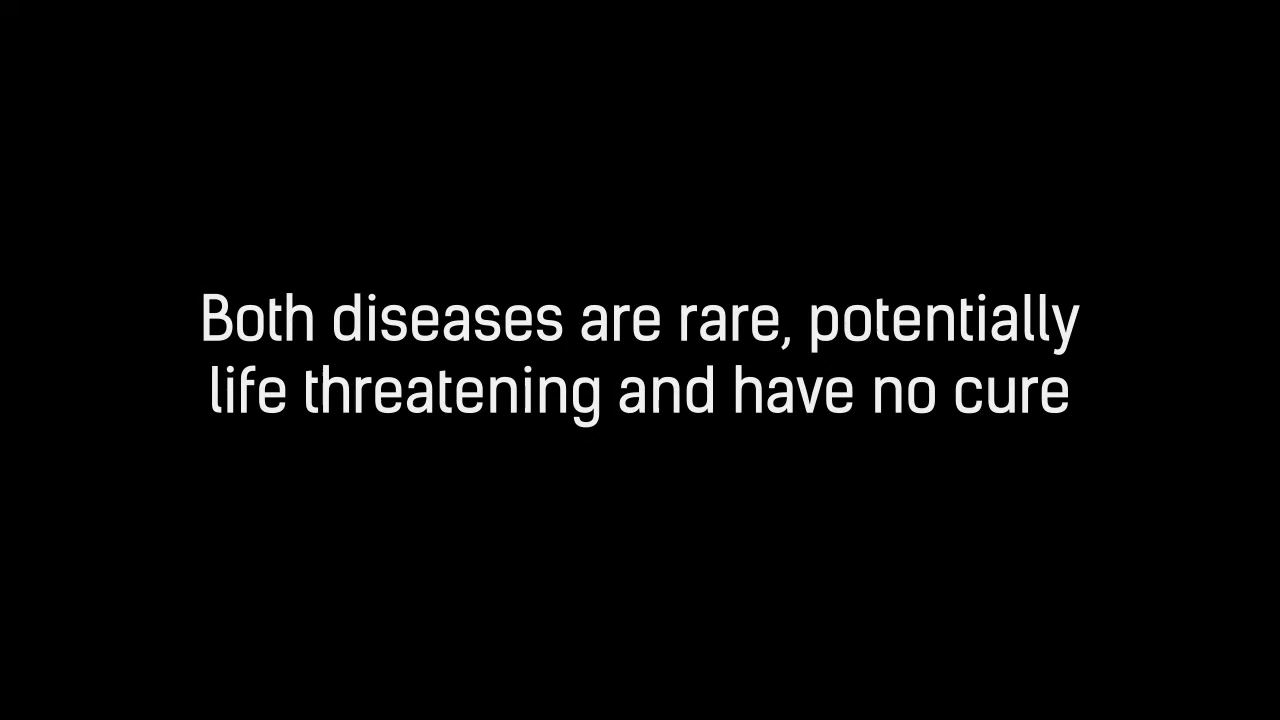 Both diseases are rare, potentially
life threatening and have no cure